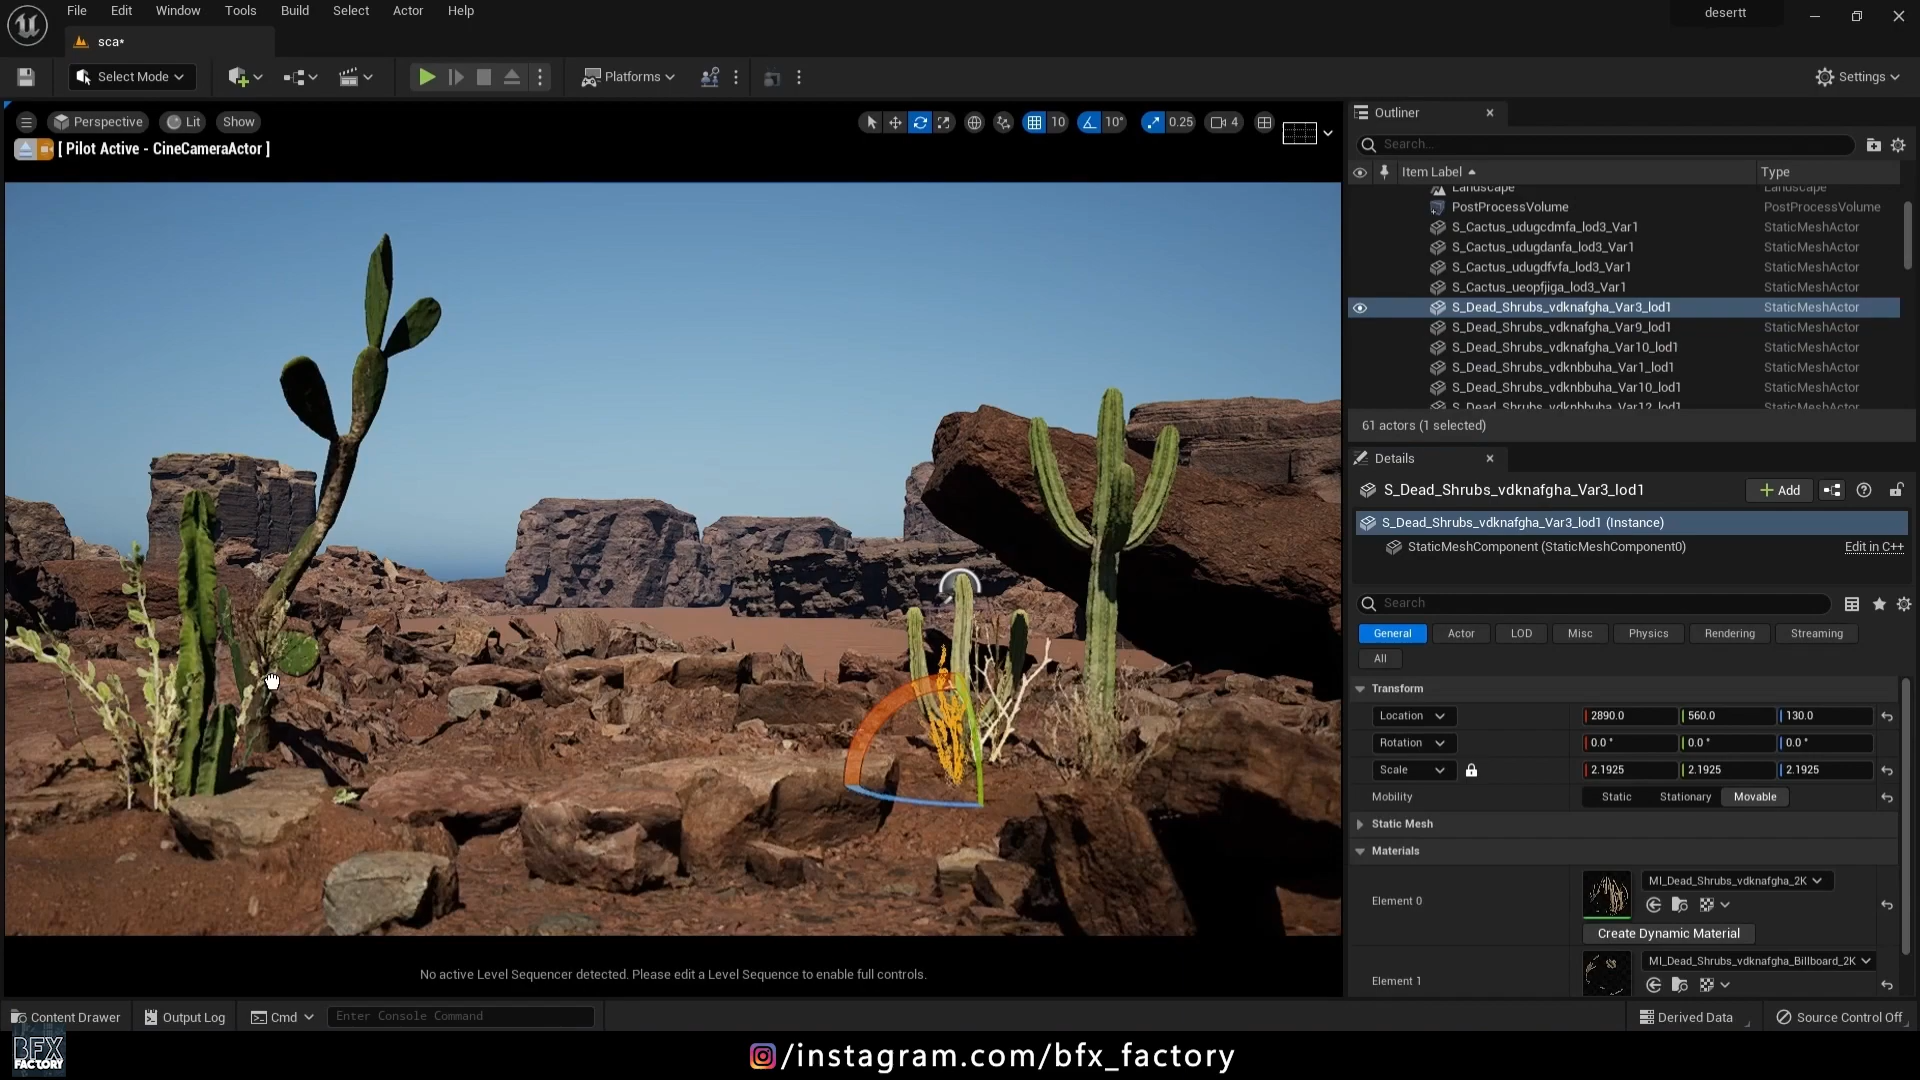 File Edit Window Tools Build Select Actor Help
desertt
sca*
Select Mode
Platforms
Settings
Perspective Lit Show
10 10° 0.25 4
[ Pilot Active - CineCameraActor ]
No active Level Sequencer detected. Please edit a Level Sequence to enable full controls.
Outliner
Search...
Item Label Type
Landscape Landscape
PostProcessVolume PostProcessVolume
S_Cactus_udugcdmfa_lod3_Var1 StaticMeshActor
S_Cactus_udugdanfa_lod3_Var1 StaticMeshActor
S_Cactus_udugdfvfa_lod3_Var1 StaticMeshActor
S_Cactus_ueopfjiga_lod3_Var1 StaticMeshActor
S_Dead_Shrubs_vdknafgha_Var3_lod1 StaticMeshActor
S_Dead_Shrubs_vdknafgha_Var9_lod1 StaticMeshActor
S_Dead_Shrubs_vdknafgha_Var10_lod1 StaticMeshActor
S_Dead_Shrubs_vdknbbuha_Var1_lod1 StaticMeshActor
S_Dead_Shrubs_vdknbbuha_Var10_lod1 StaticMeshActor
S_Dead_Shrubs_vdknbbuha_Var12_lod1 StaticMeshActor
61 actors (1 selected)
Details
S_Dead_Shrubs_vdknafgha_Var3_lod1
+ Add
S_Dead_Shrubs_vdknafgha_Var3_lod1 (Instance)
StaticMeshComponent (StaticMeshComponent0) Edit in C++
Search
General Actor LOD Misc Physics Rendering Streaming
All
Transform
Location 2890.0 560.0 130.0
Rotation 0.0 ° 0.0 ° 0.0 °
Scale 2.1925 2.1925 2.1925
Mobility Static Stationary Movable
Static Mesh
Materials
Element 0 MI_Dead_Shrubs_vdknafgha_2K
Create Dynamic Material
Element 1 MI_Dead_Shrubs_vdknafgha_Billboard_2K
Content Drawer Output Log Cmd Enter Console Command Derived Data Source Control Off
BFX
FACTORY
/instagram.com/bfx_factory